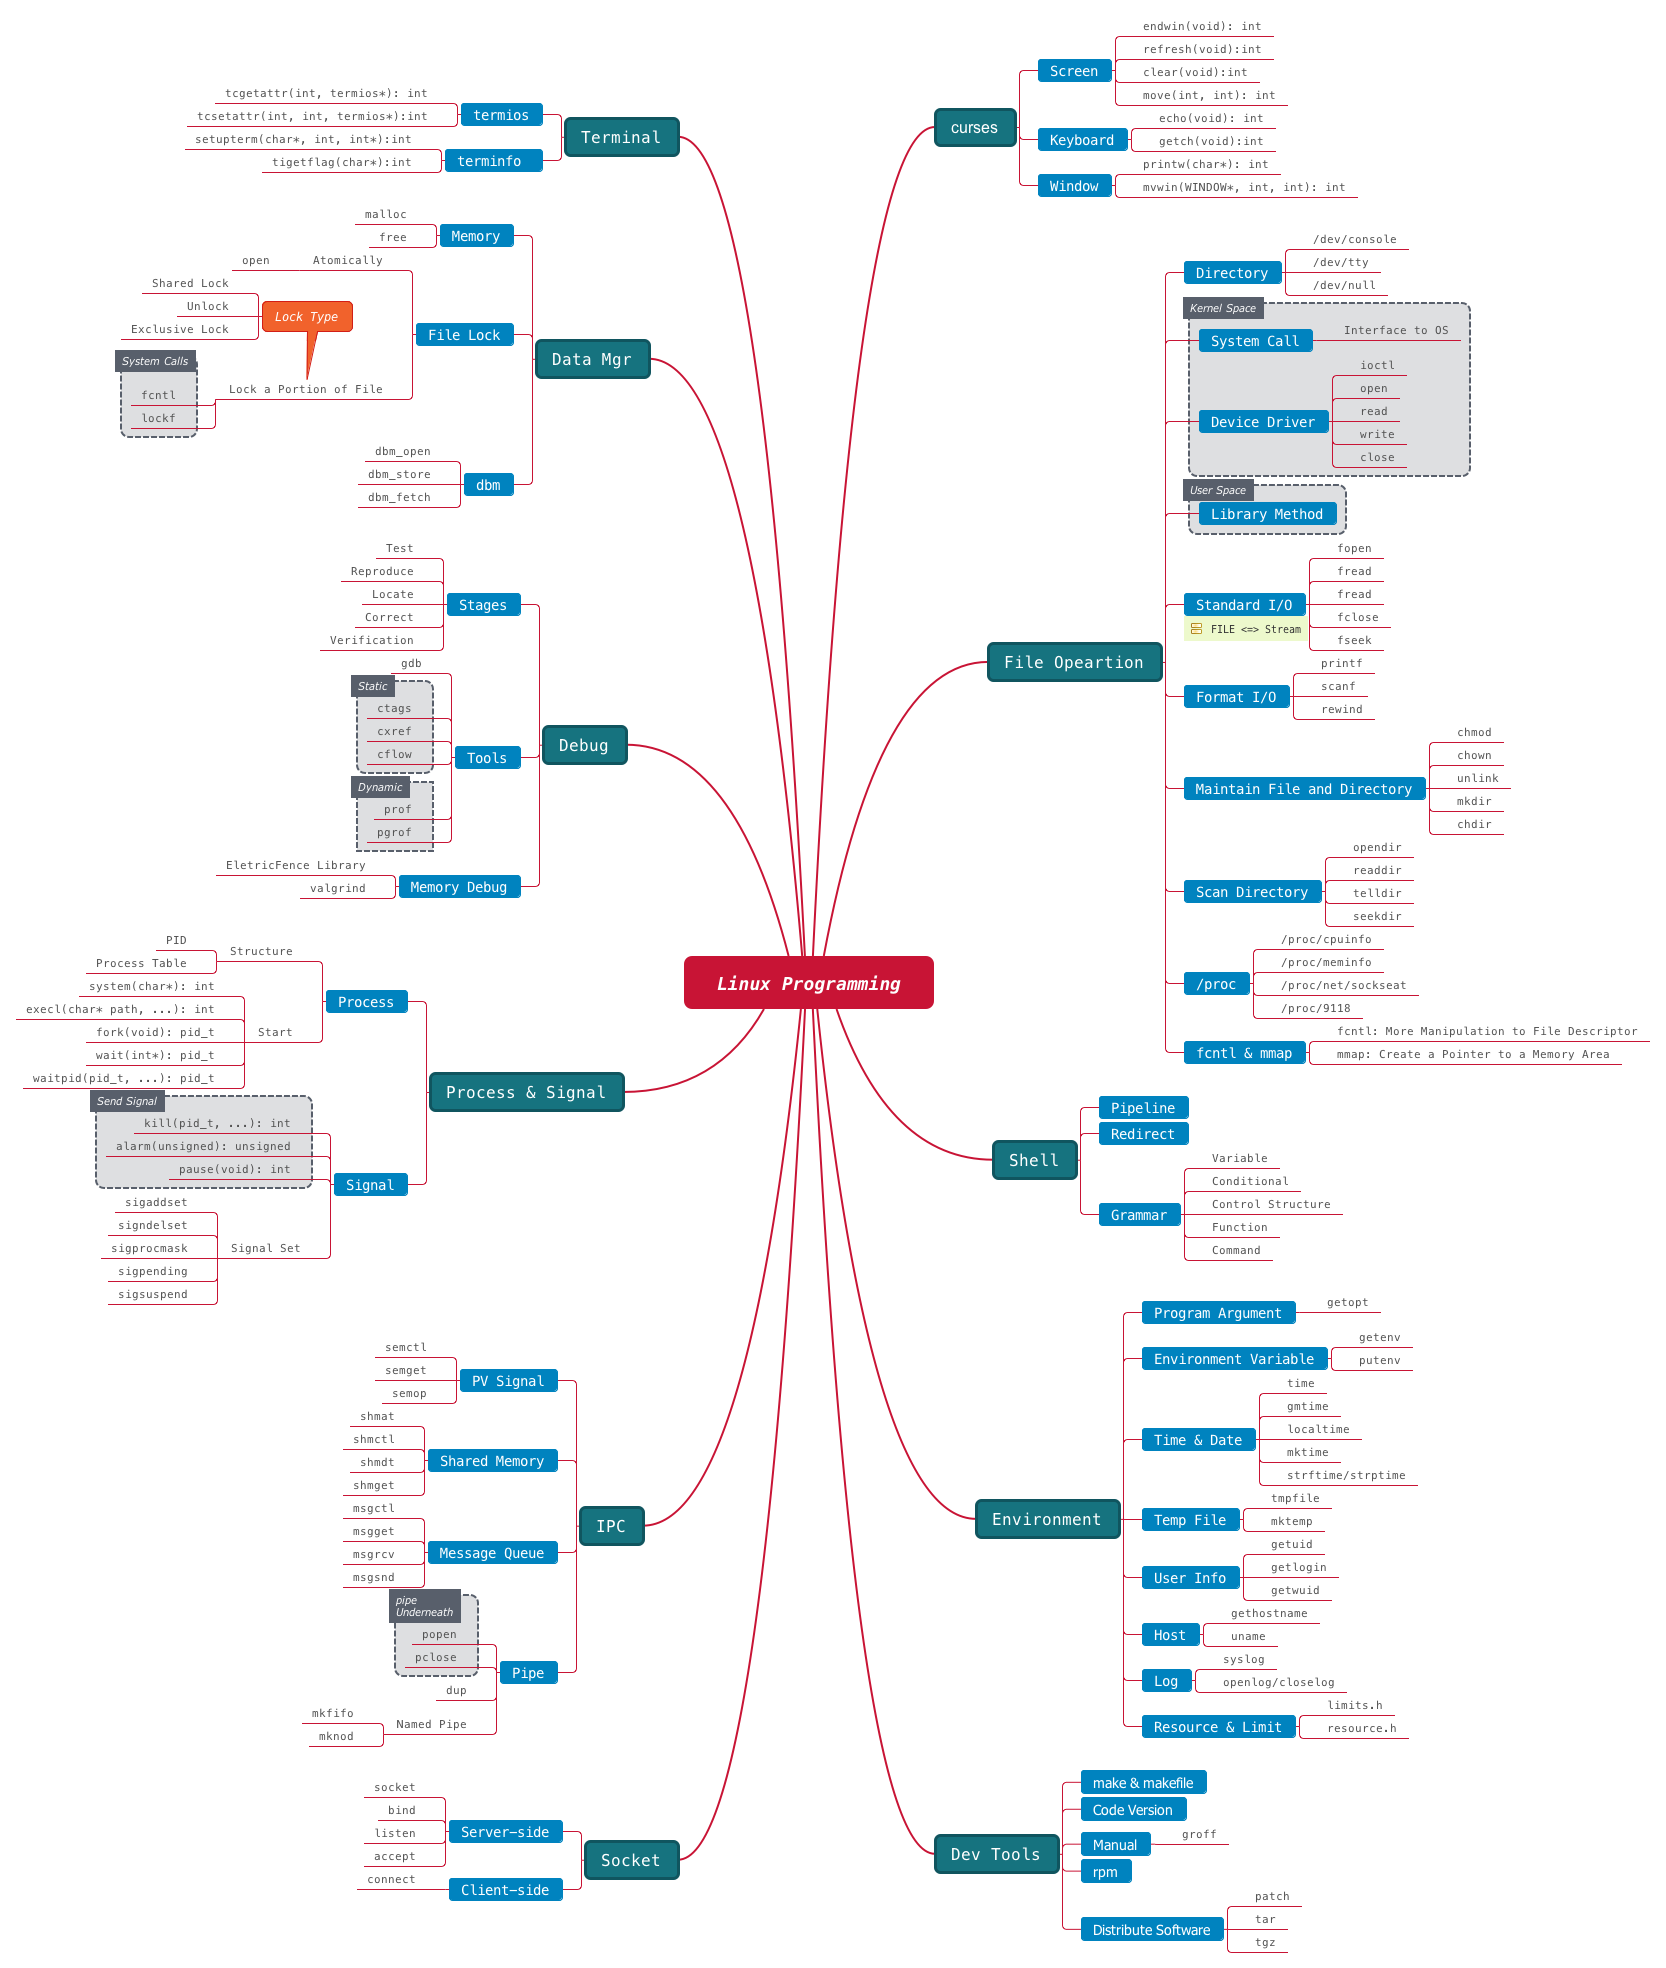 Linux Programming
Terminal
termios
tcgetattr(int, termios*): int
tcsetattr(int, int, termios*):int
terminfo
setupterm(char*, int, int*):int
tigetflag(char*):int
Data Mgr
Memory
malloc
free
File Lock
Atomically
open
Lock Type
Shared Lock
Unlock
Exclusive Lock
Lock a Portion of File
System Calls
fcntl
lockf
dbm
dbm_open
dbm_store
dbm_fetch
Debug
Stages
Test
Reproduce
Locate
Correct
Verification
Tools
gdb
Static
ctags
cxref
cflow
Dynamic
prof
pgrof
Memory Debug
EletricFence Library
valgrind
Process & Signal
Process
Structure
PID
Process Table
Start
system(char*): int
execl(char* path, ...): int
fork(void): pid_t
wait(int*): pid_t
waitpid(pid_t, ...): pid_t
Signal
Send Signal
kill(pid_t, ...): int
alarm(unsigned): unsigned
pause(void): int
Signal Set
sigaddset
signdelset
sigprocmask
sigpending
sigsuspend
IPC
PV Signal
semctl
semget
semop
Shared Memory
shmat
shmctl
shmdt
shmget
Message Queue
msgctl
msgget
msgrcv
msgsnd
Pipe
pipe
Underneath
popen
pclose
dup
Named Pipe
mkfifo
mknod
Socket
Server-side
socket
bind
listen
accept
Client-side
connect
curses
Screen
endwin(void): int
refresh(void):int
clear(void):int
move(int, int): int
Keyboard
echo(void): int
getch(void):int
Window
printw(char*): int
mvwin(WINDOW*, int, int): int
File Opeartion
Directory
/dev/console
/dev/tty
/dev/null
Kernel Space
System Call
Interface to OS
Device Driver
ioctl
open
read
write
close
User Space
Library Method
Standard I/O
FILE <=> Stream
fopen
fread
fread
fclose
fseek
Format I/O
printf
scanf
rewind
Maintain File and Directory
chmod
chown
unlink
mkdir
chdir
Scan Directory
opendir
readdir
telldir
seekdir
/proc
/proc/cpuinfo
/proc/meminfo
/proc/net/sockseat
/proc/9118
fcntl & mmap
fcntl: More Manipulation to File Descriptor
mmap: Create a Pointer to a Memory Area
Shell
Pipeline
Redirect
Grammar
Variable
Conditional
Control Structure
Function
Command
Environment
Program Argument
getopt
Environment Variable
getenv
putenv
Time & Date
time
gmtime
localtime
mktime
strftime/strptime
Temp File
tmpfile
mktemp
User Info
getuid
getlogin
getwuid
Host
gethostname
uname
Log
syslog
openlog/closelog
Resource & Limit
limits.h
resource.h
Dev Tools
make & makefile
Code Version
Manual
groff
rpm
Distribute Software
patch
tar
tgz